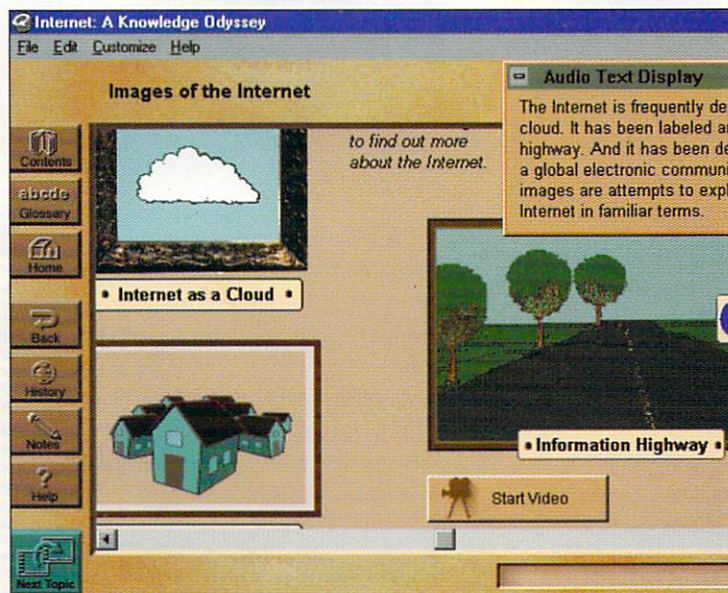 Internet: A Knowledge Odyssey
File Edit Customize Help
Images of the Internet
Contents
abcde
Glossary
Home
Back
History
Notes
Help
Next Topic
to find out more
about the Internet.
• Internet as a Cloud •
Audio Text Display
The Internet is frequently de
cloud. It has been labeled a
highway. And it has been de
a global electronic communi
images are attempts to expl
Internet in familiar terms.
• Information Highway •
Start Video